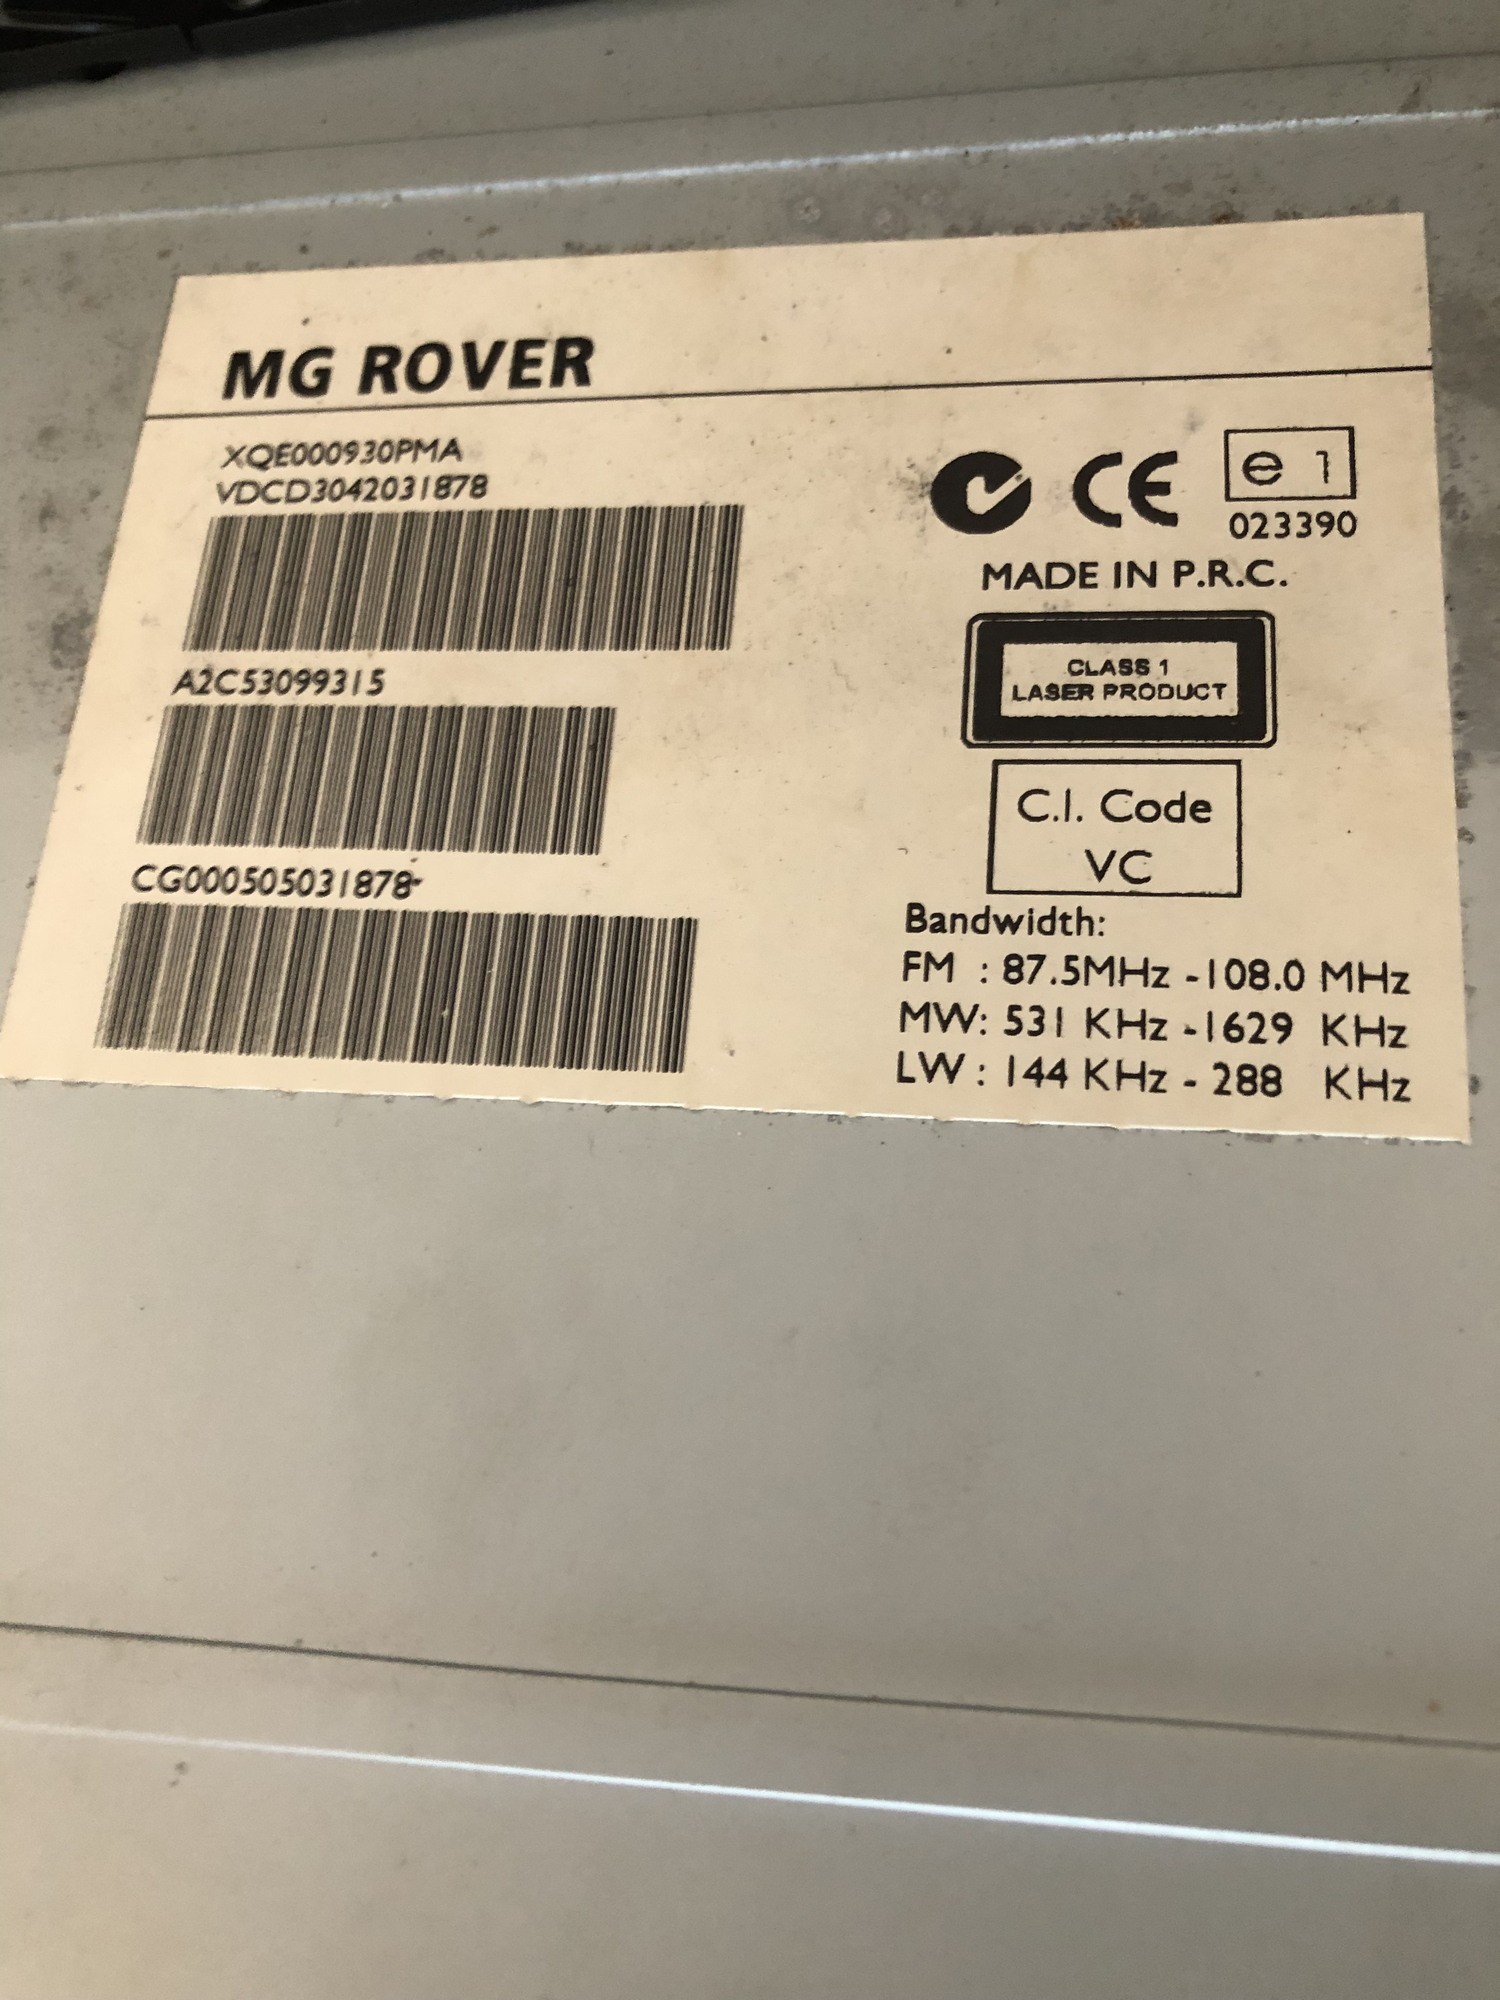 MG ROVER
XQE000930PMA
VDCD3042031878
A2C53099315
CG000505031878-
CE
e 1
023390
MADE IN P.R.C.
CLASS 1
LASER PRODUCT
C.I. Code
VC
Bandwidth:
FM : 87.5MHz -108.0 MHz
MW: 531 KHz -1629 KHz
LW : 144 KHz - 288 KHz